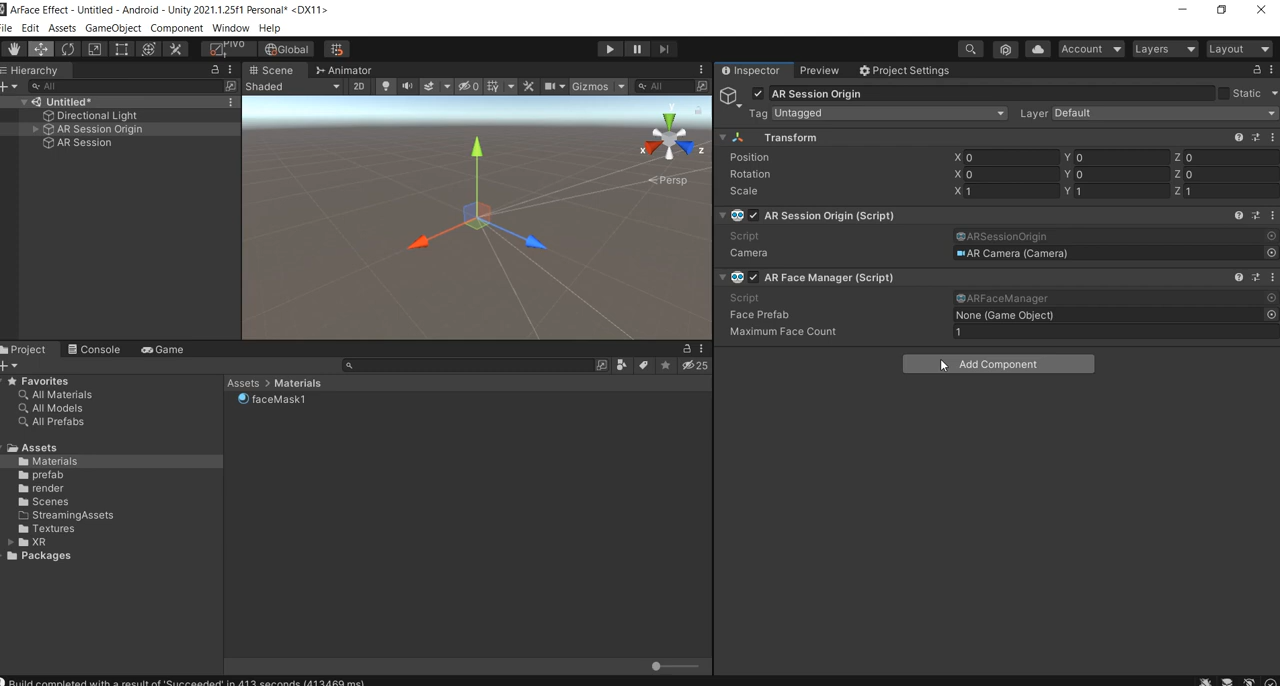 ArFace Effect - Untitled - Android - Unity 2021.1.25f1 Personal* <DX11>
File Edit Assets GameObject Component Window Help
Pivot Global Account Layers Layout
Hierarchy
All
Untitled*
Directional Light
AR Session Origin
AR Session
Scene Animator
Shaded 2D 0 Gizmos All
y
x
z
Persp
Project Console Game
25
Favorites
All Materials
All Models
All Prefabs
Assets
Materials
prefab
render
Scenes
StreamingAssets
Textures
XR
Packages
Assets > Materials
faceMask1
Inspector Preview Project Settings
AR Session Origin Static
Tag Untagged Layer Default
Transform
Position X 0 Y 0 Z 0
Rotation X 0 Y 0 Z 0
Scale X 1 Y 1 Z 1
AR Session Origin (Script)
Script ARSessionOrigin
Camera AR Camera (Camera)
AR Face Manager (Script)
Script ARFaceManager
Face Prefab None (Game Object)
Maximum Face Count 1
Add Component
Build completed with a result of 'Succeeded' in 413 seconds (413469 ms)